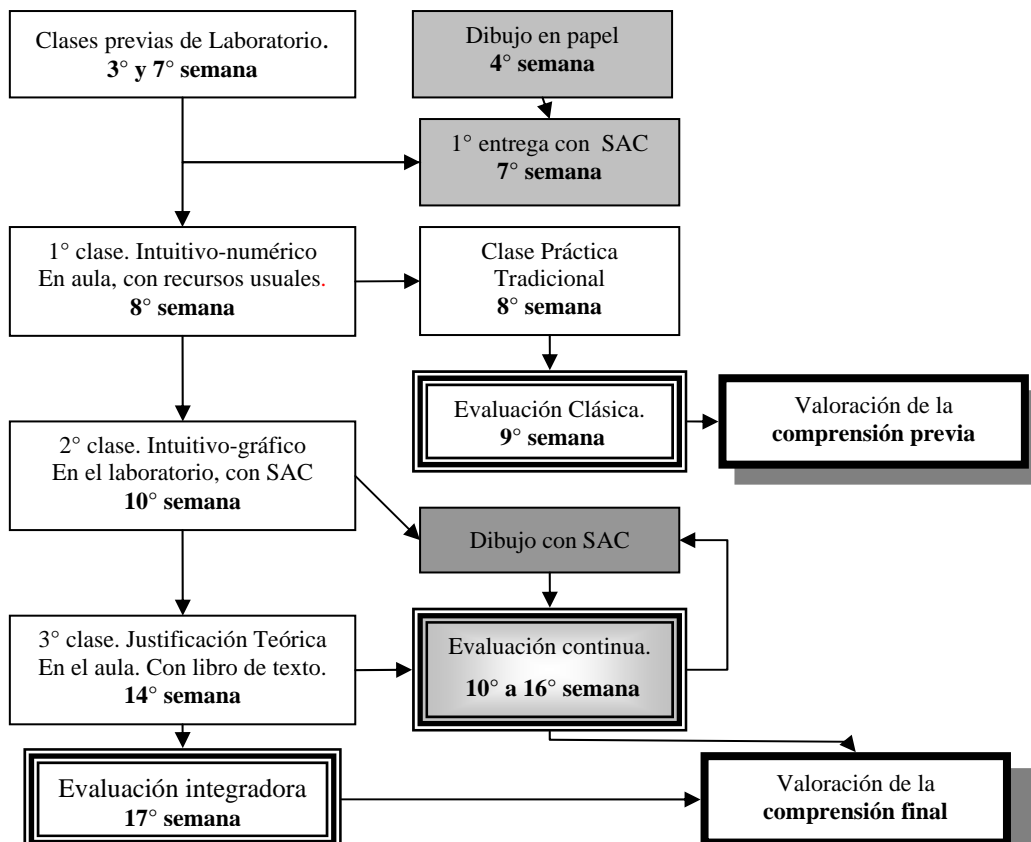 Clases previas de Laboratorio.
3° y 7° semana
Dibujo en papel
4° semana
1° entrega con SAC
7° semana
1° clase. Intuitivo-numérico
En aula, con recursos usuales.
8° semana
Clase Práctica
Tradicional
8° semana
Evaluación Clásica.
9° semana
Valoración de la
comprensión previa
2° clase. Intuitivo-gráfico
En el laboratorio, con SAC
10° semana
Dibujo con SAC
3° clase. Justificación Teórica
En el aula. Con libro de texto.
14° semana
Evaluación continua.
10° a 16° semana
Evaluación integradora
17° semana
Valoración de la
comprensión final